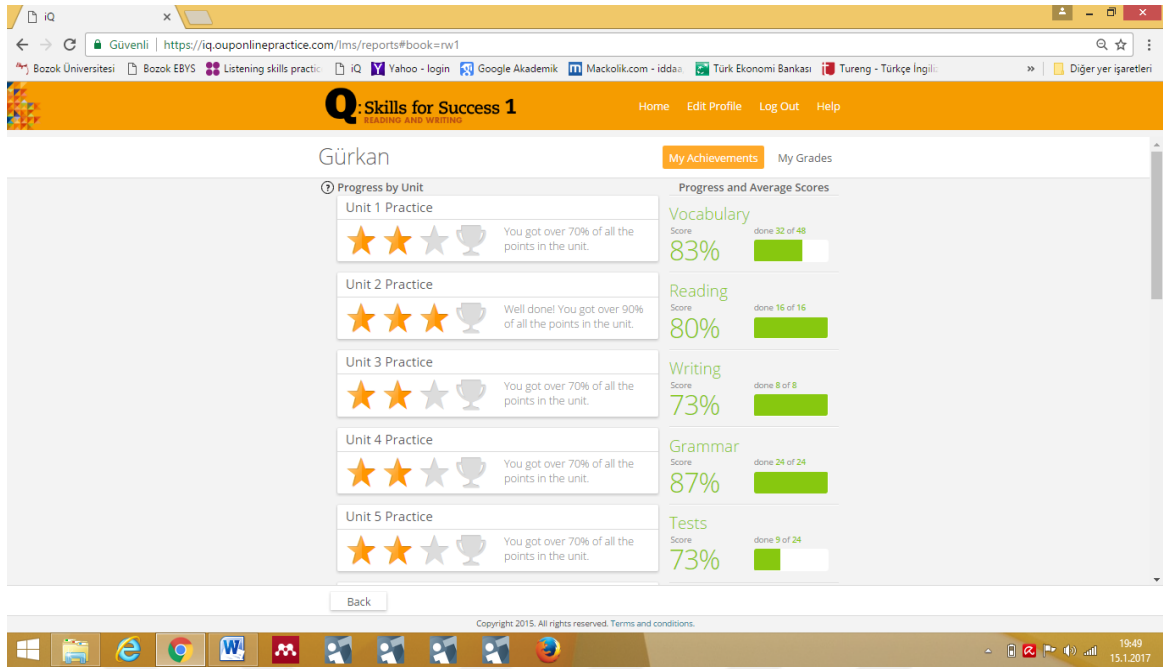 iQ
Güvenli | https://iq.ouponlinepractice.com/lms/reports#book=rw1
Bozok Üniversitesi Bozok EBYS Listening skills practic iQ Yahoo - login Google Akademik Mackolik.com - iddaa Türk Ekonomi Bankası Tureng - Türkçe İngiliz » Diğer yer işaretleri
Q: Skills for Success 1
READING AND WRITING
Home Edit Profile Log Out Help
Gürkan
My Achievements My Grades
? Progress by Unit
Progress and Average Scores
Unit 1 Practice
You got over 70% of all the
points in the unit.
Vocabulary
Score done 32 of 48
83%
Unit 2 Practice
Well done! You got over 90%
of all the points in the unit.
Reading
Score done 16 of 16
80%
Unit 3 Practice
You got over 70% of all the
points in the unit.
Writing
Score done 8 of 8
73%
Unit 4 Practice
You got over 70% of all the
points in the unit.
Grammar
Score done 24 of 24
87%
Unit 5 Practice
You got over 70% of all the
points in the unit.
Tests
Score done 9 of 24
73%
Back
Copyright 2015. All rights reserved. Terms and conditions.
19:49
15.1.2017